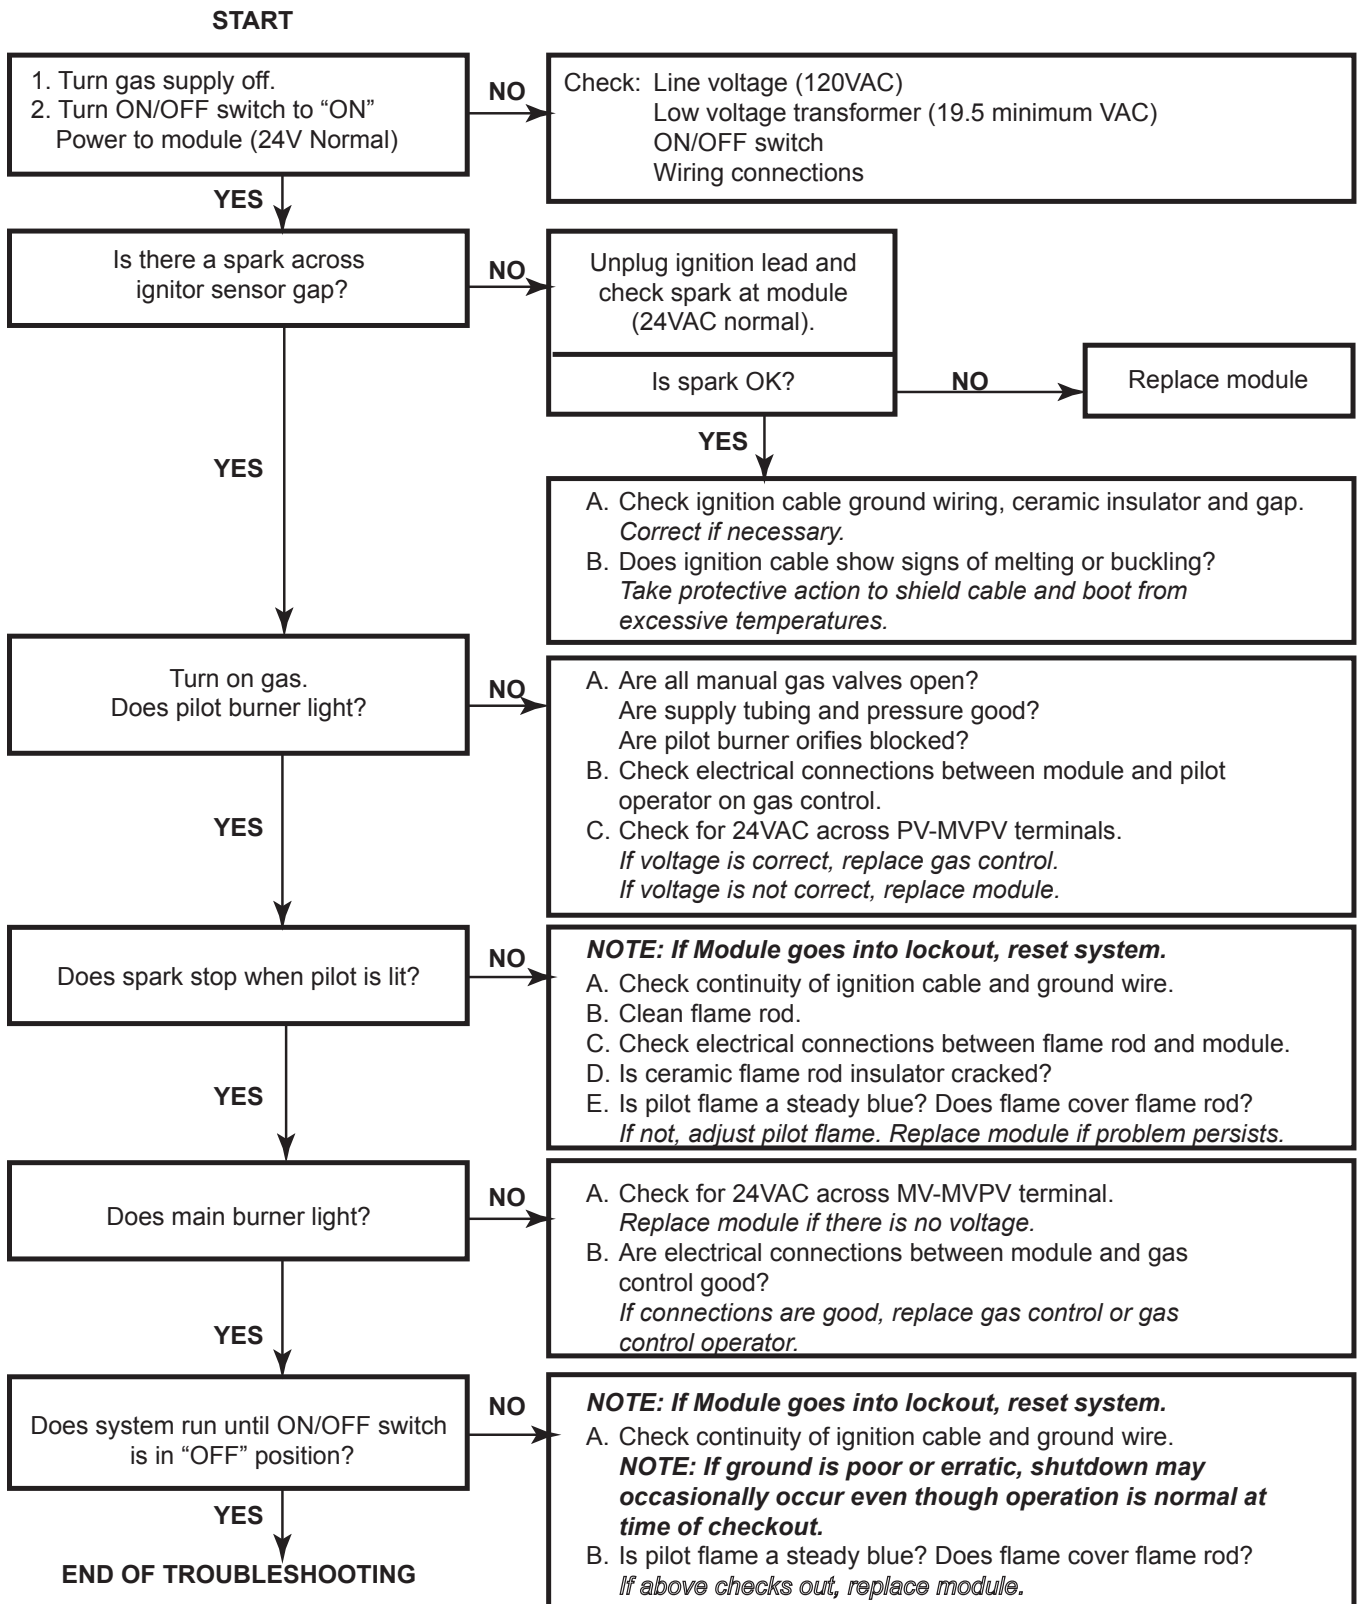 START
1. Turn gas supply off.
2. Turn ON/OFF switch to “ON”
Power to module (24V Normal)
NO
Check: Line voltage (120VAC)
Low voltage transformer (19.5 minimum VAC)
ON/OFF switch
Wiring connections
YES
Is there a spark across
ignitor sensor gap?
NO
Unplug ignition lead and
check spark at module
(24VAC normal).
Is spark OK?
NO
Replace module
YES
YES
A. Check ignition cable ground wiring, ceramic insulator and gap.
Correct if necessary.
B. Does ignition cable show signs of melting or buckling?
Take protective action to shield cable and boot from
excessive temperatures.
Turn on gas.
Does pilot burner light?
NO
A. Are all manual gas valves open?
Are supply tubing and pressure good?
Are pilot burner orifies blocked?
B. Check electrical connections between module and pilot
operator on gas control.
C. Check for 24VAC across PV-MVPV terminals.
If voltage is correct, replace gas control.
If voltage is not correct, replace module.
YES
Does spark stop when pilot is lit?
NO
NOTE: If Module goes into lockout, reset system.
A. Check continuity of ignition cable and ground wire.
B. Clean flame rod.
C. Check electrical connections between flame rod and module.
D. Is ceramic flame rod insulator cracked?
E. Is pilot flame a steady blue? Does flame cover flame rod?
If not, adjust pilot flame. Replace module if problem persists.
YES
Does main burner light?
NO
A. Check for 24VAC across MV-MVPV terminal.
Replace module if there is no voltage.
B. Are electrical connections between module and gas
control good?
If connections are good, replace gas control or gas
control operator.
YES
Does system run until ON/OFF switch
is in “OFF” position?
NO
NOTE: If Module goes into lockout, reset system.
A. Check continuity of ignition cable and ground wire.
NOTE: If ground is poor or erratic, shutdown may
occasionally occur even though operation is normal at
time of checkout.
B. Is pilot flame a steady blue? Does flame cover flame rod?
If above checks out, replace module.
YES
END OF TROUBLESHOOTING